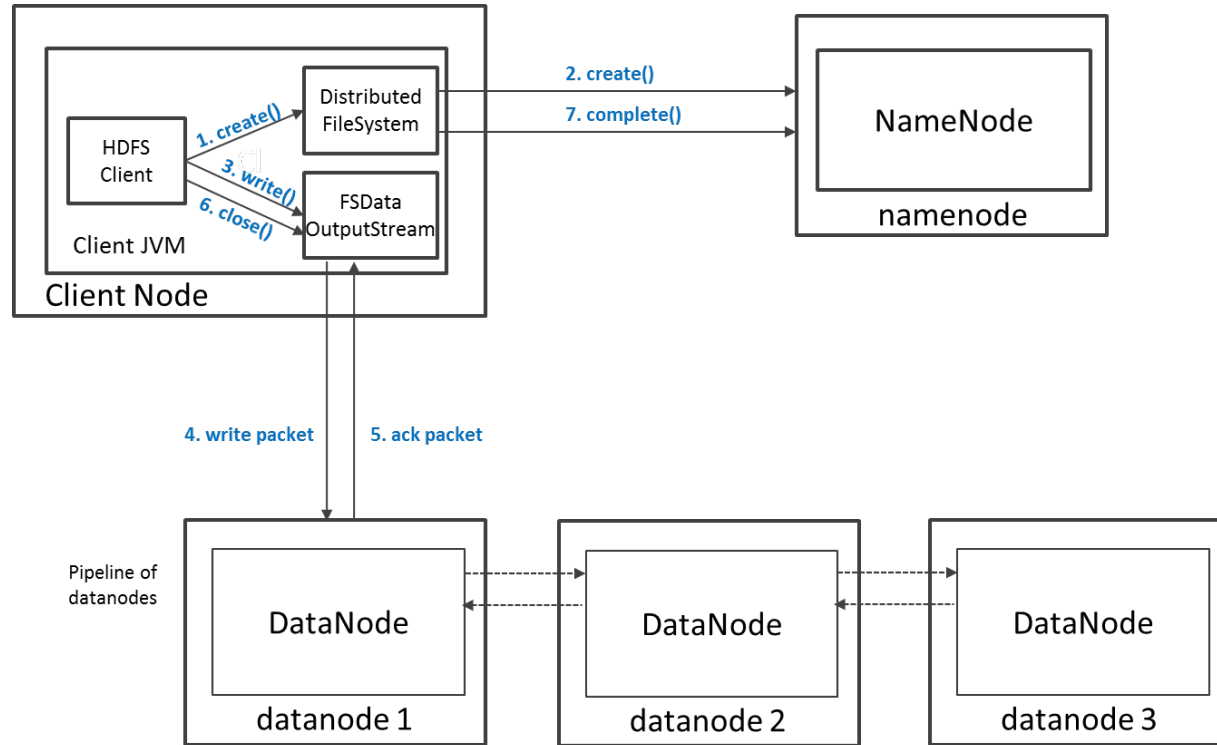 Distributed
FileSystem
HDFS
Client
FSData
OutputStream
Client JVM
Client Node
1. create()
3. write()
6. close()
2. create()
7. complete()
NameNode
namenode
4. write packet
5. ack packet
Pipeline of
datanodes
DataNode
datanode 1
DataNode
datanode 2
DataNode
datanode 3